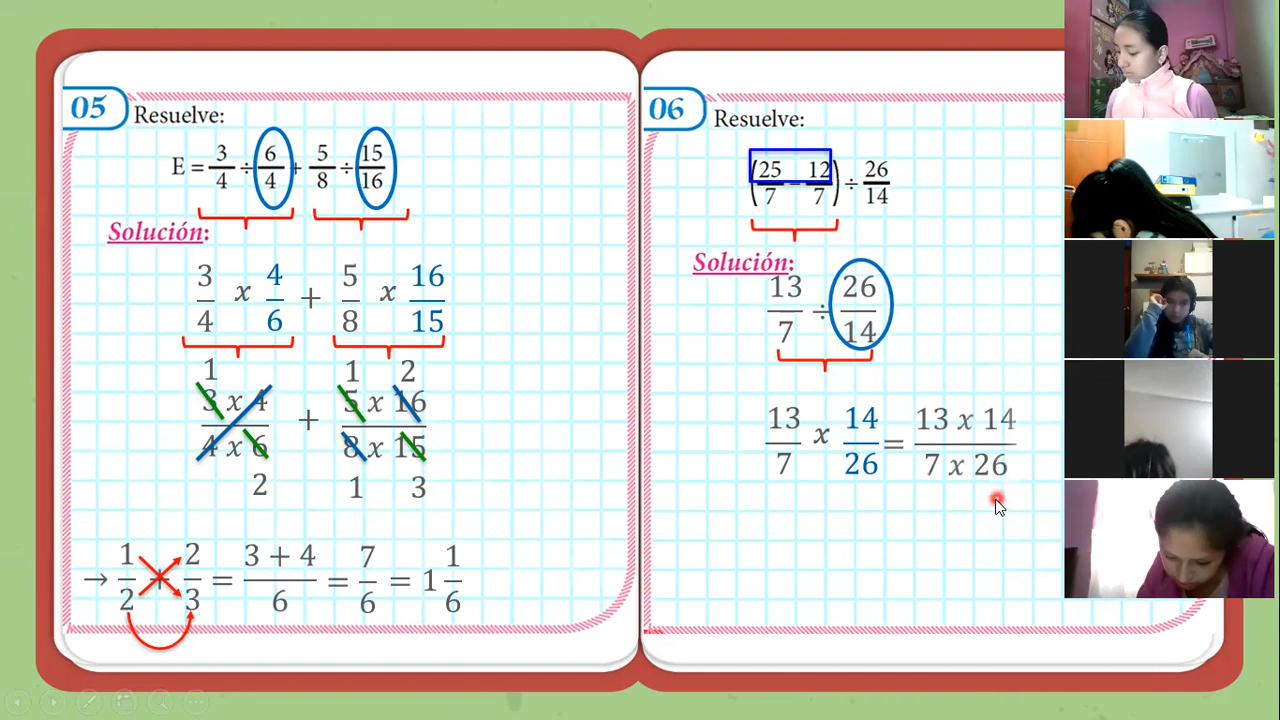 05
Resuelve:
E = 3/4 ÷ 6/4 + 5/8 ÷ 15/16
Solución:
3/4 x 4/6 + 5/8 x 16/15
1 1 2
3 x 4 / 4 x 6 + 5 x 16 / 8 x 15
2 1 3
→ 1/2 + 2/3 = 3 + 4 / 6 = 7/6 = 1 1/6
06
Resuelve:
(25/7 − 12/7) ÷ 26/14
Solución:
13/7 ÷ 26/14
13/7 x 14/26 = 13 x 14 / 7 x 26